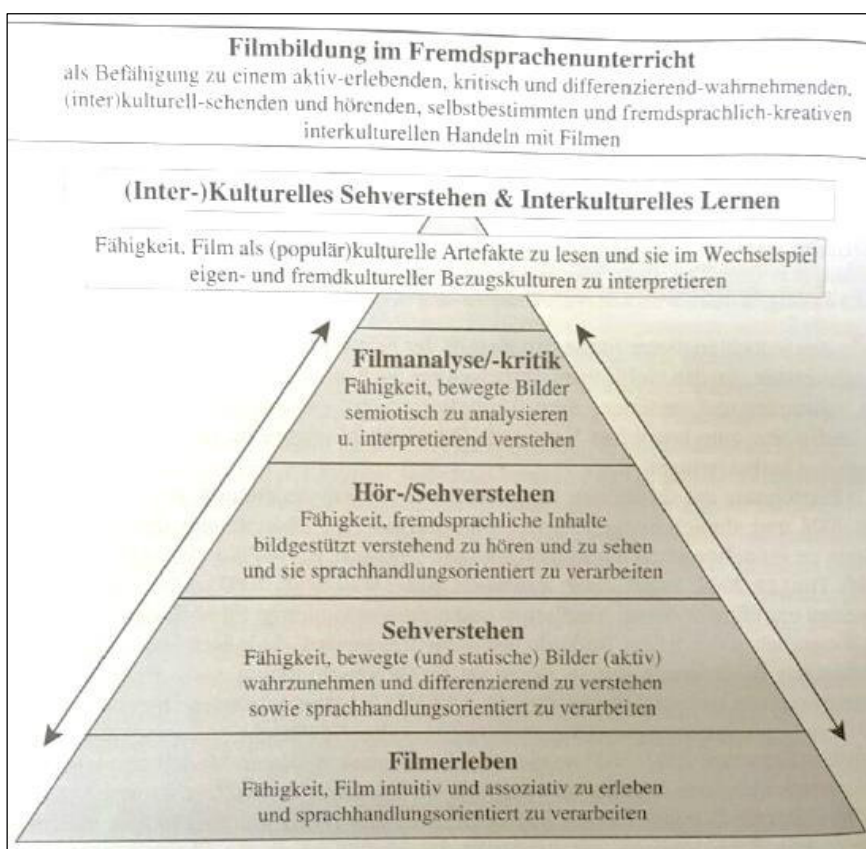 Filmbildung im Fremdsprachenunterricht
als Befähigung zu einem aktiv-erlebenden, kritisch und differenzierend-wahrnehmenden,
(inter)kulturell-sehenden und hörenden, selbstbestimmten und fremdsprachlich-kreativen
interkulturellen Handeln mit Filmen
(Inter-)Kulturelles Sehverstehen & Interkulturelles Lernen
Fähigkeit, Film als (populär)kulturelle Artefakte zu lesen und sie im Wechselspiel
eigen- und fremdkultureller Bezugskulturen zu interpretieren
Filmanalyse/-kritik
Fähigkeit, bewegte Bilder
semiotisch zu analysieren
u. interpretierend verstehen
Hör-/Sehverstehen
Fähigkeit, fremdsprachliche Inhalte
bildgestützt verstehend zu hören und zu sehen
und sie sprachhandlungsorientiert zu verarbeiten
Sehverstehen
Fähigkeit, bewegte (und statische) Bilder (aktiv)
wahrzunehmen und differenzierend zu verstehen
sowie sprachhandlungsorientiert zu verarbeiten
Filmerleben
Fähigkeit, Film intuitiv und assoziativ zu erleben
und sprachhandlungsorientiert zu verarbeiten